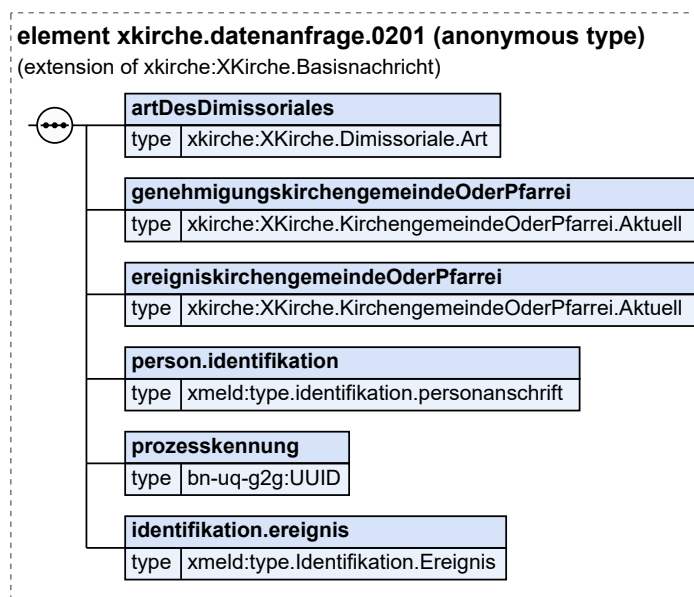 element xkirche.datenanfrage.0201 (anonymous type)
(extension of xkirche:XKirche.Basisnachricht)
artDesDimissoriales
type xkirche:XKirche.Dimissoriale.Art
genehmigungskirchengemeindeOderPfarrei
type xkirche:XKirche.KirchengemeindeOderPfarrei.Aktuell
ereigniskirchengemeindeOderPfarrei
type xkirche:XKirche.KirchengemeindeOderPfarrei.Aktuell
person.identifikation
type xmeld:type.identifikation.personanschrift
prozesskennung
type bn-uq-g2g:UUID
identifikation.ereignis
type xmeld:type.Identifikation.Ereignis